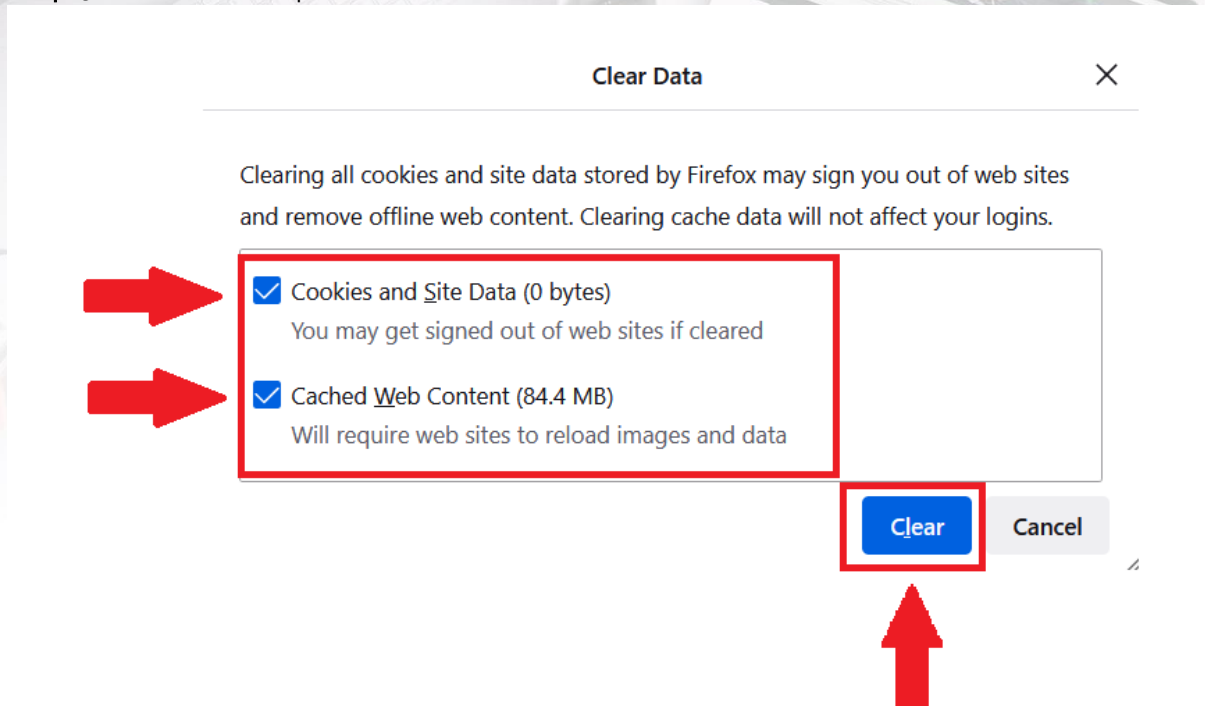 Clear Data
Clearing all cookies and site data stored by Firefox may sign you out of web sites
and remove offline web content. Clearing cache data will not affect your logins.
Cookies and Site Data (0 bytes)
You may get signed out of web sites if cleared
Cached Web Content (84.4 MB)
Will require web sites to reload images and data
Clear Cancel